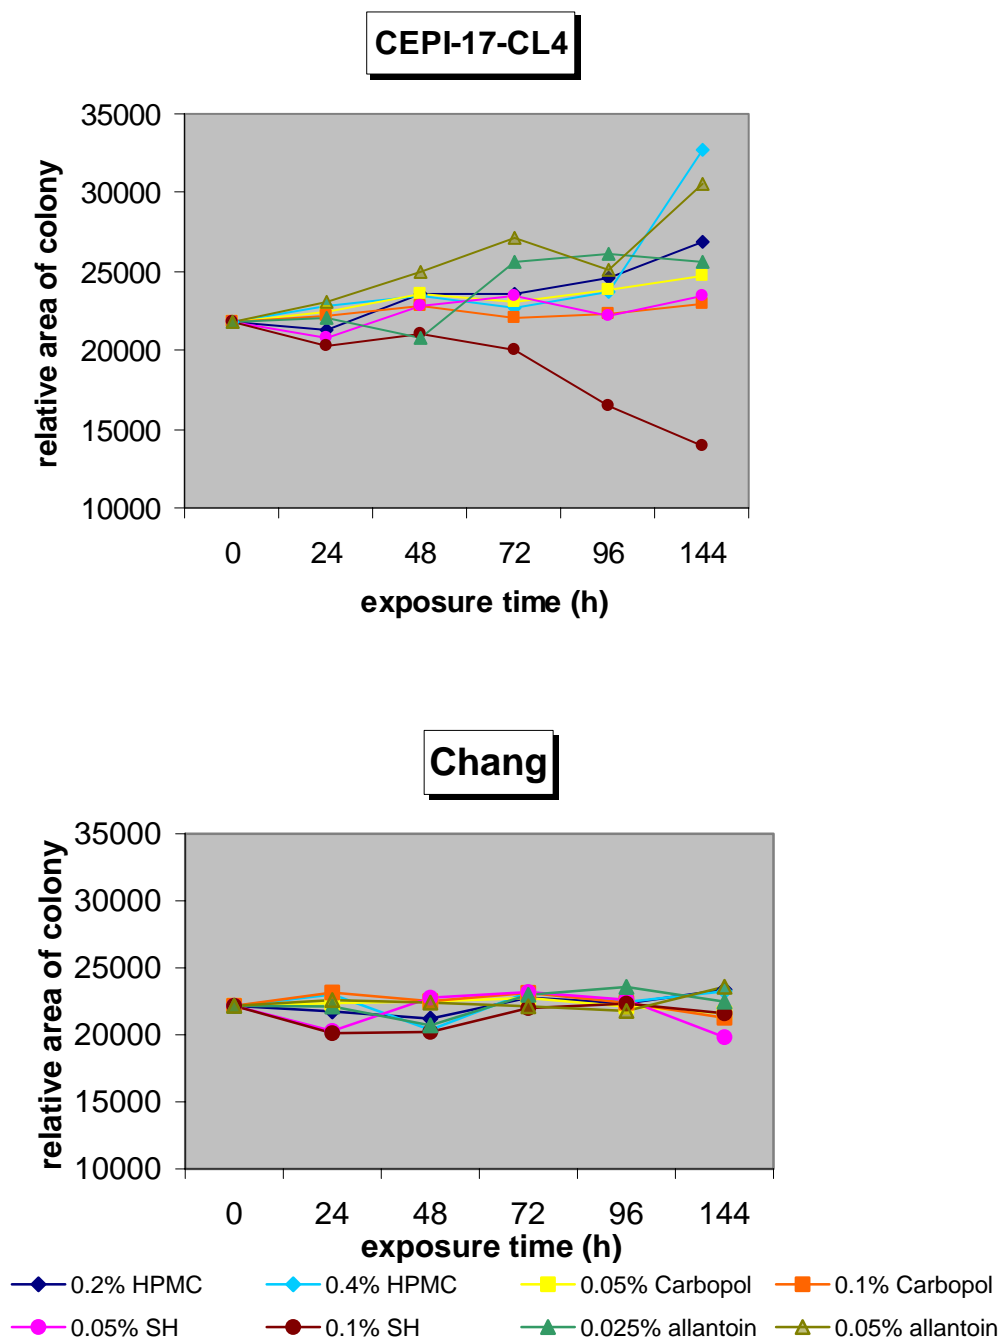 CEPI-17-CL4
35000
30000
25000
20000
15000
10000
relative area of colony
0 24 48 72 96 144
exposure time (h)
Chang
35000
30000
25000
20000
15000
10000
relative area of colony
0 24 48 72 96 144
exposure time (h)
0.2% HPMC 0.4% HPMC 0.05% Carbopol 0.1% Carbopol
0.05% SH 0.1% SH 0.025% allantoin 0.05% allantoin